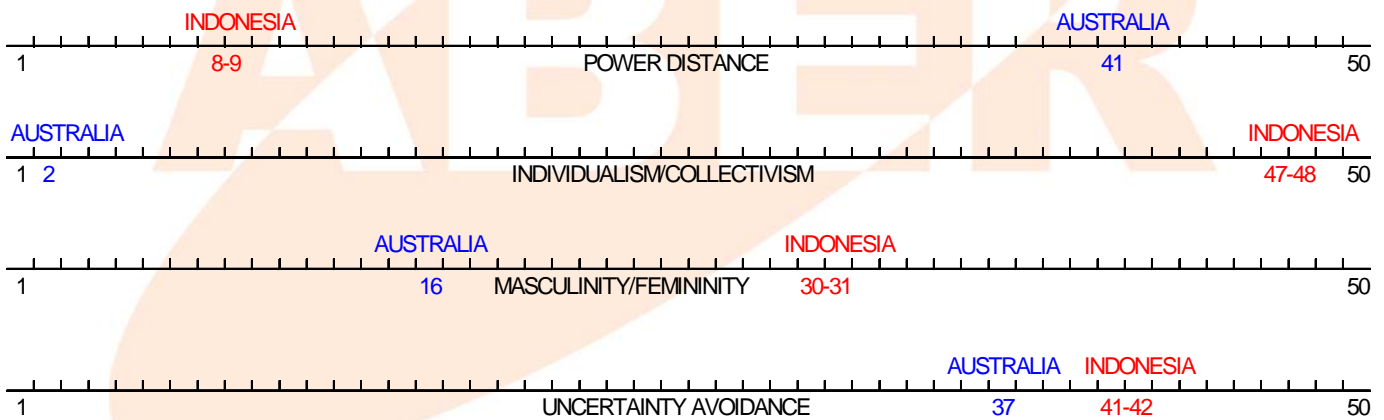 INDONESIA AUSTRALIA
1 8-9 POWER DISTANCE 41 50
AUSTRALIA INDONESIA
1 2 INDIVIDUALISM/COLLECTIVISM 47-48 50
AUSTRALIA INDONESIA
1 16 MASCULINITY/FEMININITY 30-31 50
AUSTRALIA INDONESIA
1 UNCERTAINTY AVOIDANCE 37 41-42 50
ABER